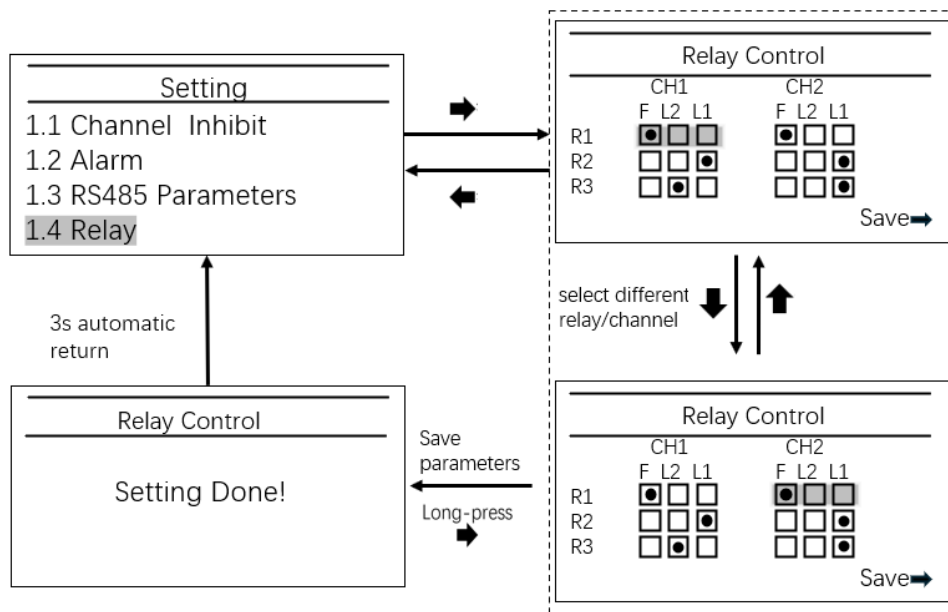 Setting
1.1 Channel Inhibit
1.2 Alarm
1.3 RS485 Parameters
1.4 Relay
Relay Control
CH1 CH2
F L2 L1 F L2 L1
R1
R2
R3
Save
select different
relay/channel
3s automatic
return
Relay Control
Setting Done!
Save
parameters
Long-press
Relay Control
CH1 CH2
F L2 L1 F L2 L1
R1
R2
R3
Save